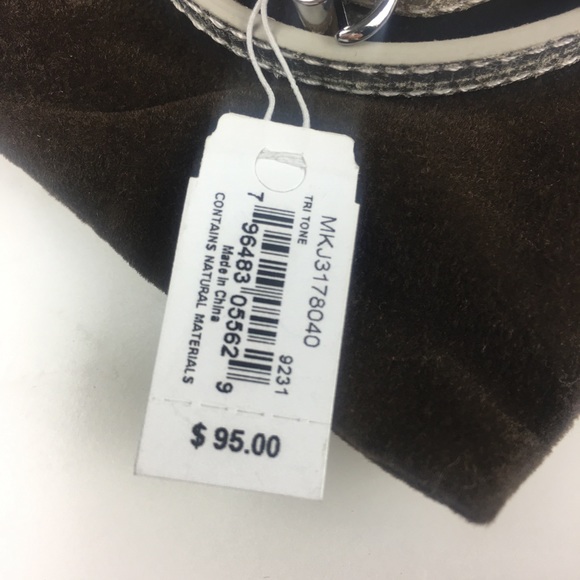 MKJ3178040
TRI TONE
9231
7 96483 05562 9
Made in China
CONTAINS NATURAL MATERIALS
$ 95.00